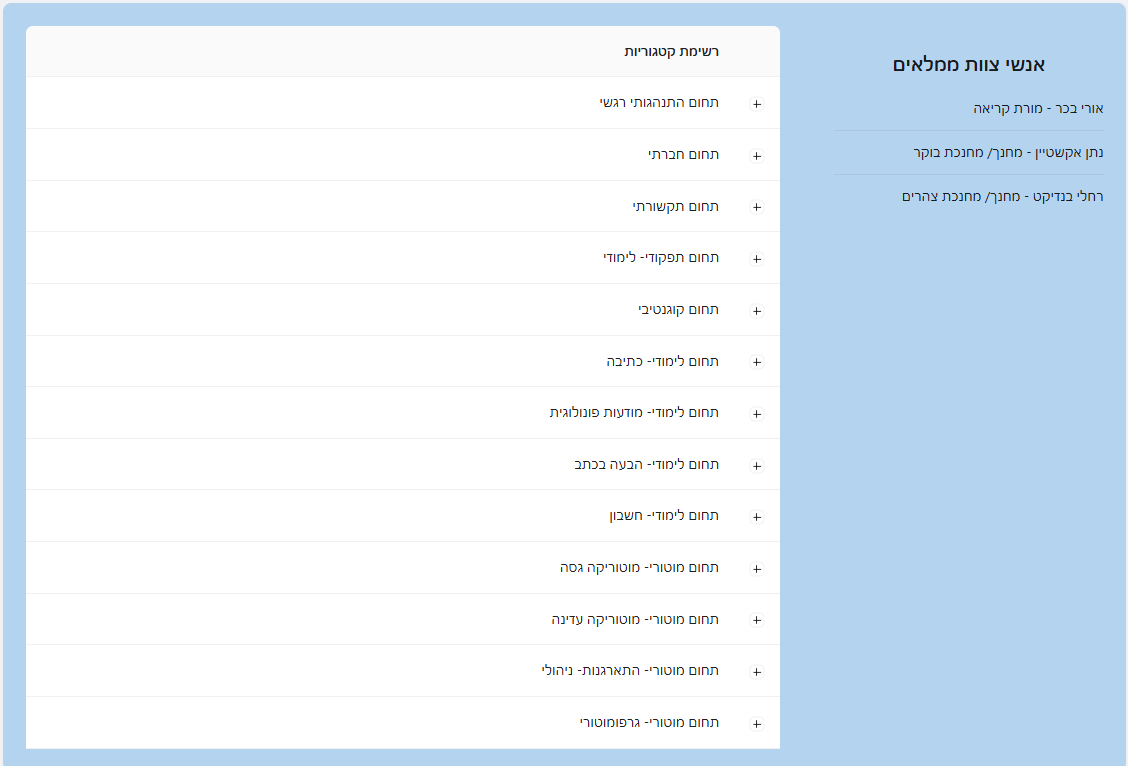 אנשי צוות ממלאים
אורי בכר - מורת קריאה
נתן אקשטיין - מחנך/ מחנכת בוקר
רחלי בנדיקט - מחנך/ מחנכת צהרים
רשימת קטגוריות
+ תחום התנהגותי רגשי
+ תחום חברתי
+ תחום תקשורתי
+ תחום תפקודי- לימודי
+ תחום קוגנטיבי
+ תחום לימודי- כתיבה
+ תחום לימודי- מודעות פונולוגית
+ תחום לימודי- הבעה בכתב
+ תחום לימודי- חשבון
+ תחום מוטורי- מוטוריקה גסה
+ תחום מוטורי- מוטוריקה עדינה
+ תחום מוטורי- התארגנות- ניהולי
+ תחום מוטורי- גרפומוטורי